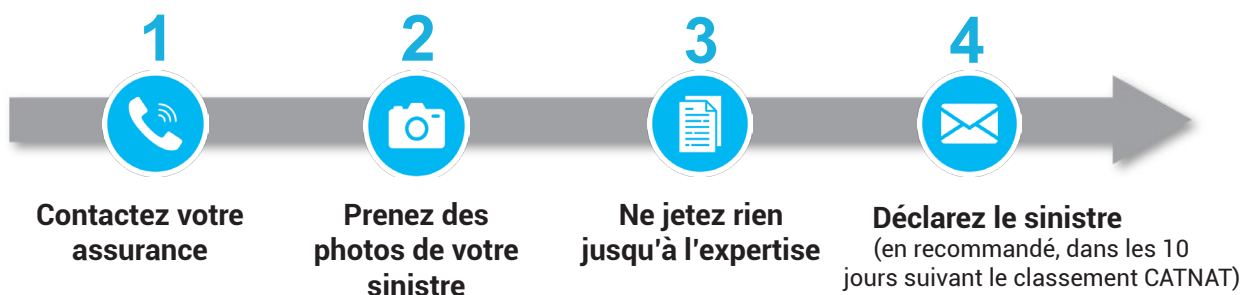 1
2
3
4
Contactez votre
assurance
Prenez des
photos de votre
sinistre
Ne jetez rien
jusqu'à l'expertise
Déclarez le sinistre
(en recommandé, dans les 10
jours suivant le classement CATNAT)